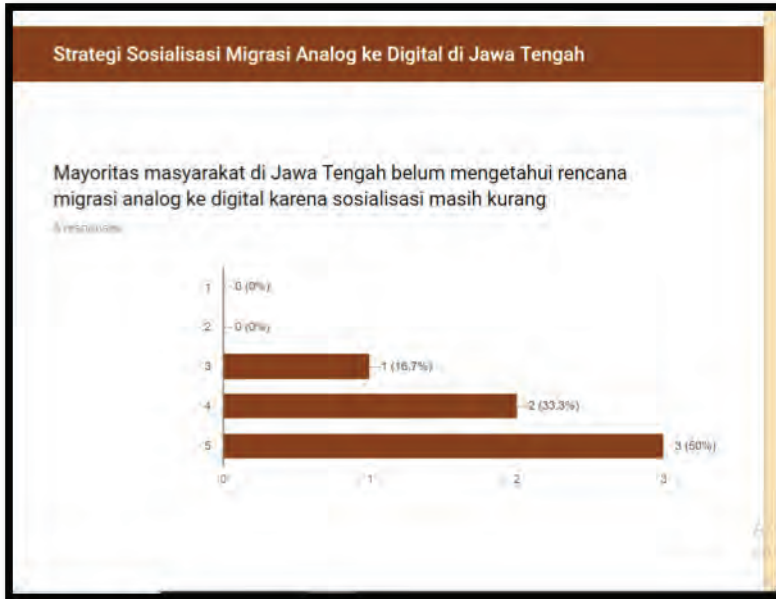 Strategi Sosialisasi Migrasi Analog ke Digital di Jawa Tengah
Mayoritas masyarakat di Jawa Tengah belum mengetahui rencana
migrasi analog ke digital karena sosialisasi masih kurang
responses
1 0 (0%)
2 0 (0%)
3 1 (16.7%)
4 2 (33.3%)
5 3 (50%)
0 1 2 3